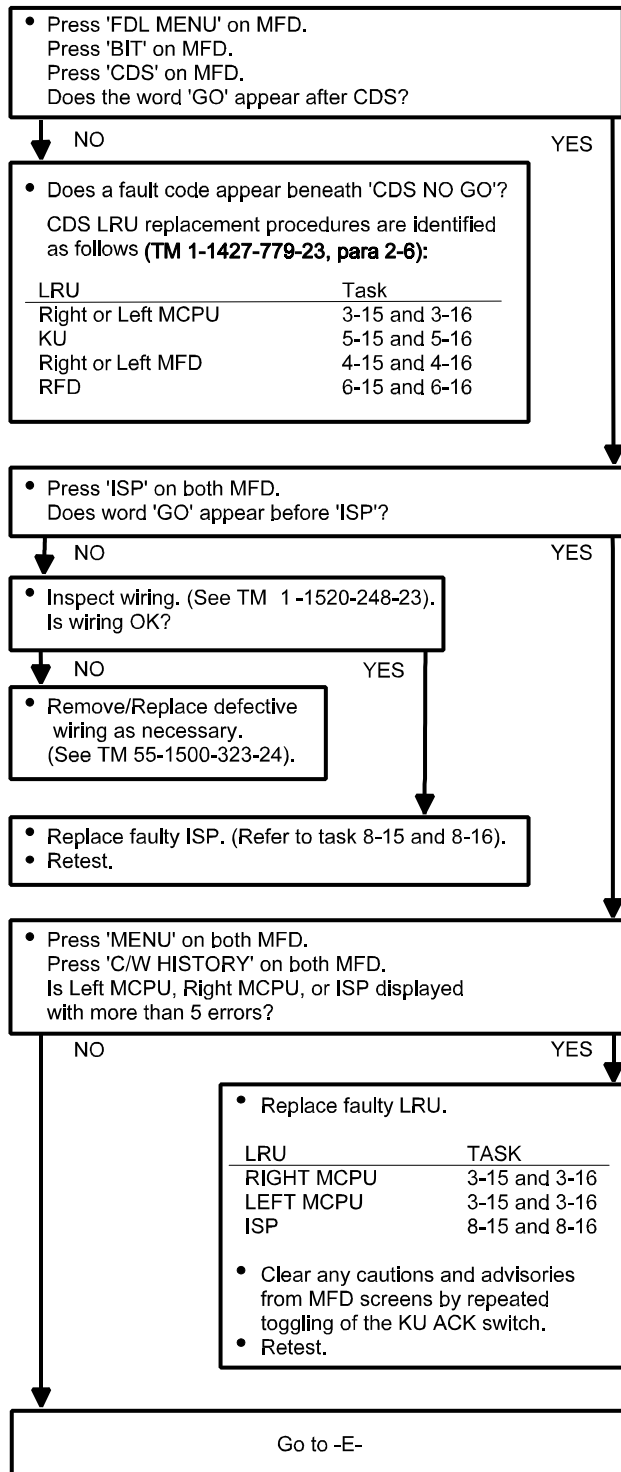 • Press 'FDL MENU' on MFD.
Press 'BIT' on MFD.
Press 'CDS' on MFD.
Does the word 'GO' appear after CDS?
NO
YES
• Does a fault code appear beneath 'CDS NO GO'?
CDS LRU replacement procedures are identified
as follows (TM 1-1427-779-23, para 2-6):
LRU Task
Right or Left MCPU 3-15 and 3-16
KU 5-15 and 5-16
Right or Left MFD 4-15 and 4-16
RFD 6-15 and 6-16
• Press 'ISP' on both MFD.
Does word 'GO' appear before 'ISP'?
NO
YES
• Inspect wiring. (See TM 1-1520-248-23).
Is wiring OK?
NO
YES
• Remove/Replace defective
wiring as necessary.
(See TM 55-1500-323-24).
• Replace faulty ISP. (Refer to task 8-15 and 8-16).
• Retest.
• Press 'MENU' on both MFD.
Press 'C/W HISTORY' on both MFD.
Is Left MCPU, Right MCPU, or ISP displayed
with more than 5 errors?
NO
YES
• Replace faulty LRU.
LRU TASK
RIGHT MCPU 3-15 and 3-16
LEFT MCPU 3-15 and 3-16
ISP 8-15 and 8-16
• Clear any cautions and advisories
from MFD screens by repeated
toggling of the KU ACK switch.
• Retest.
Go to -E-